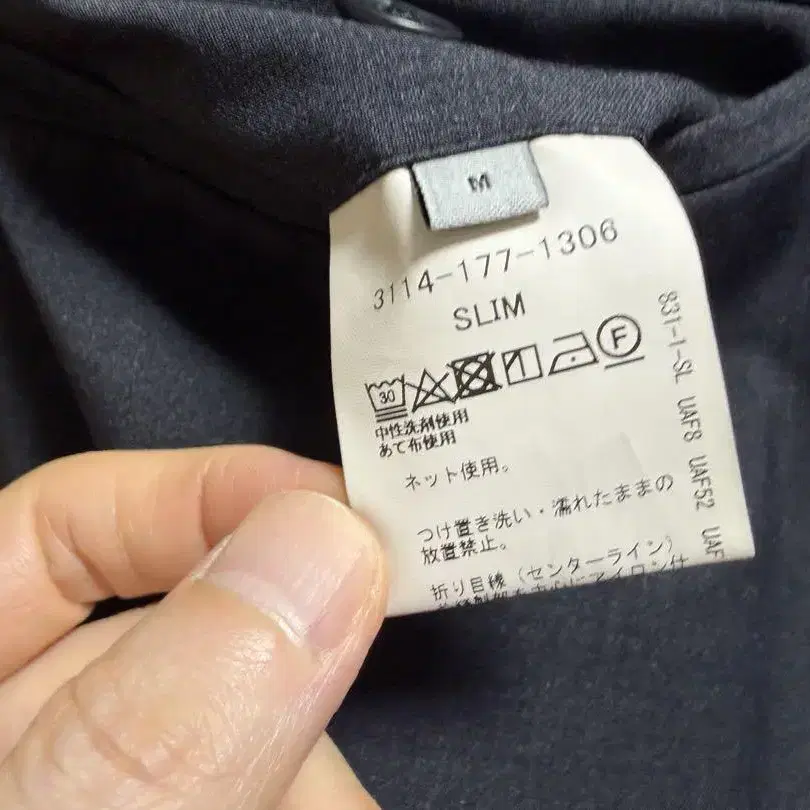 M
3114-177-1306
SLIM
30
F
中性洗剤使用
あて布使用
ネット使用。
つけ置き洗い・濡れたままの
放置禁止。
折り目線（センターライン）
831-1-SL UAF8 UAF52 UAF